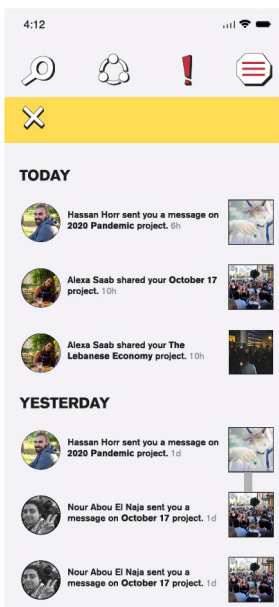 4:12
TODAY
Hassan Horr sent you a message on
2020 Pandemic project. 6h
Alexa Saab shared your October 17
project. 10h
Alexa Saab shared your The
Lebanese Economy project. 10h
YESTERDAY
Hassan Horr sent you a message on
2020 Pandemic project. 1d
Nour Abou El Naja sent you a
message on October 17 project. 1d
Nour Abou El Naja sent you a
message on October 17 project. 1d